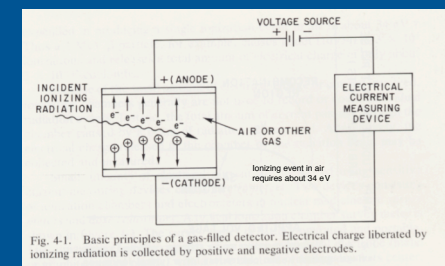 VOLTAGE SOURCE
+ −
+(ANODE)
INCIDENT
IONIZING
RADIATION
e⁻ e⁻ e⁻ e⁻ e⁻
ELECTRICAL
CURRENT
MEASURING
DEVICE
AIR OR OTHER
GAS
+ + + + +
Ionizing event in air
requires about 34 eV
−(CATHODE)
Fig. 4-1. Basic principles of a gas-filled detector. Electrical charge liberated by
ionizing radiation is collected by positive and negative electrodes.